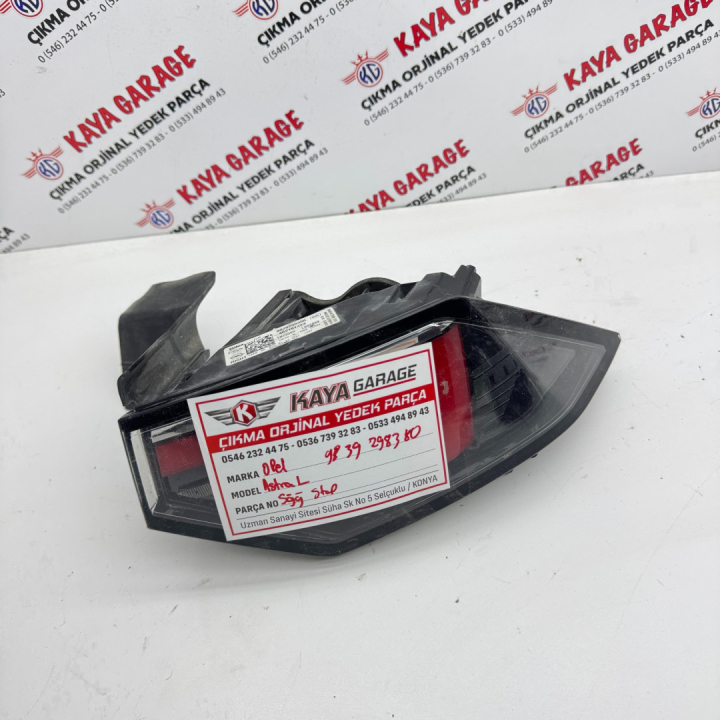 KAYA GARAGE
ÇIKMA ORJİNAL YEDEK PARÇA
0 (546) 232 44 75 - 0 (536) 739 32 83 - 0 (533) 494 89 43
KG
KAYA GARAGE
ÇIKMA ORJİNAL YEDEK PARÇA
0546 232 44 75 - 0536 739 32 83 - 0533 494 89 43
MARKA Opel 98 39 298380
MODEL Astra L
PARÇA NO Sağ stop
Uzman Sanayi Sitesi Süha Sk No 5 Selçuklu / KONYA